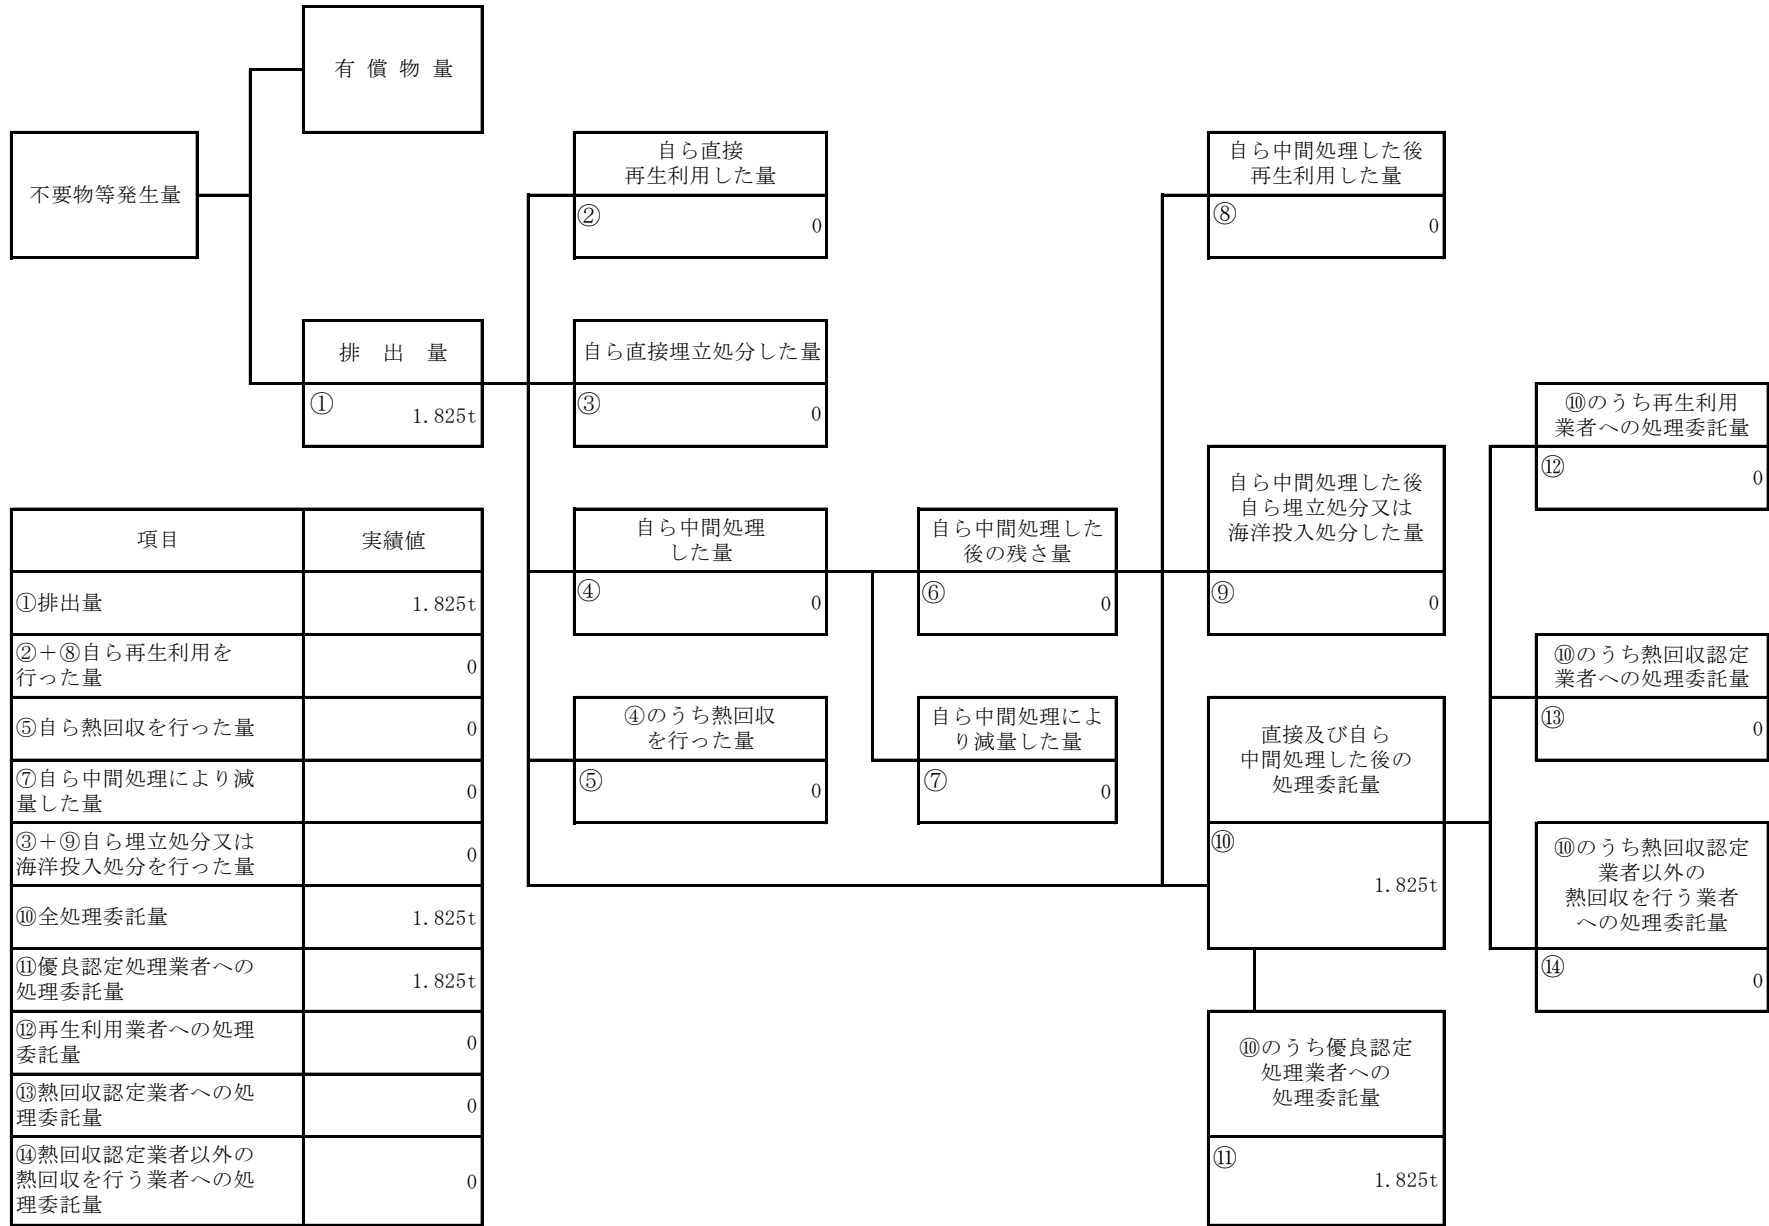 有 償 物 量
不要物等発生量
排 出 量
①
1.825t
自ら直接
再生利用した量
②
0
自ら直接埋立処分した量
③
0
自ら中間処理
した量
④
0
④のうち熱回収
を行った量
⑤
0
自ら中間処理した
後の残さ量
⑥
0
自ら中間処理によ
り減量した量
⑦
0
自ら中間処理した後
再生利用した量
⑧
0
自ら中間処理した後
自ら埋立処分又は
海洋投入処分した量
⑨
0
直接及び自ら
中間処理した後の
処理委託量
⑩
1.825t
⑩のうち優良認定
処理業者への
処理委託量
⑪
1.825t
⑩のうち再生利用
業者への処理委託量
⑫
0
⑩のうち熱回収認定
業者への処理委託量
⑬
0
⑩のうち熱回収認定
業者以外の
熱回収を行う業者
への処理委託量
⑭
0
項目 実績値
①排出量 1.825t
②＋⑧自ら再生利用を
行った量 0
⑤自ら熱回収を行った量 0
⑦自ら中間処理により減
量した量 0
③＋⑨自ら埋立処分又は
海洋投入処分を行った量 0
⑩全処理委託量 1.825t
⑪優良認定処理業者への
処理委託量 1.825t
⑫再生利用業者への処理
委託量 0
⑬熱回収認定業者への処
理委託量 0
⑭熱回収認定業者以外の
熱回収を行う業者への処 0
理委託量